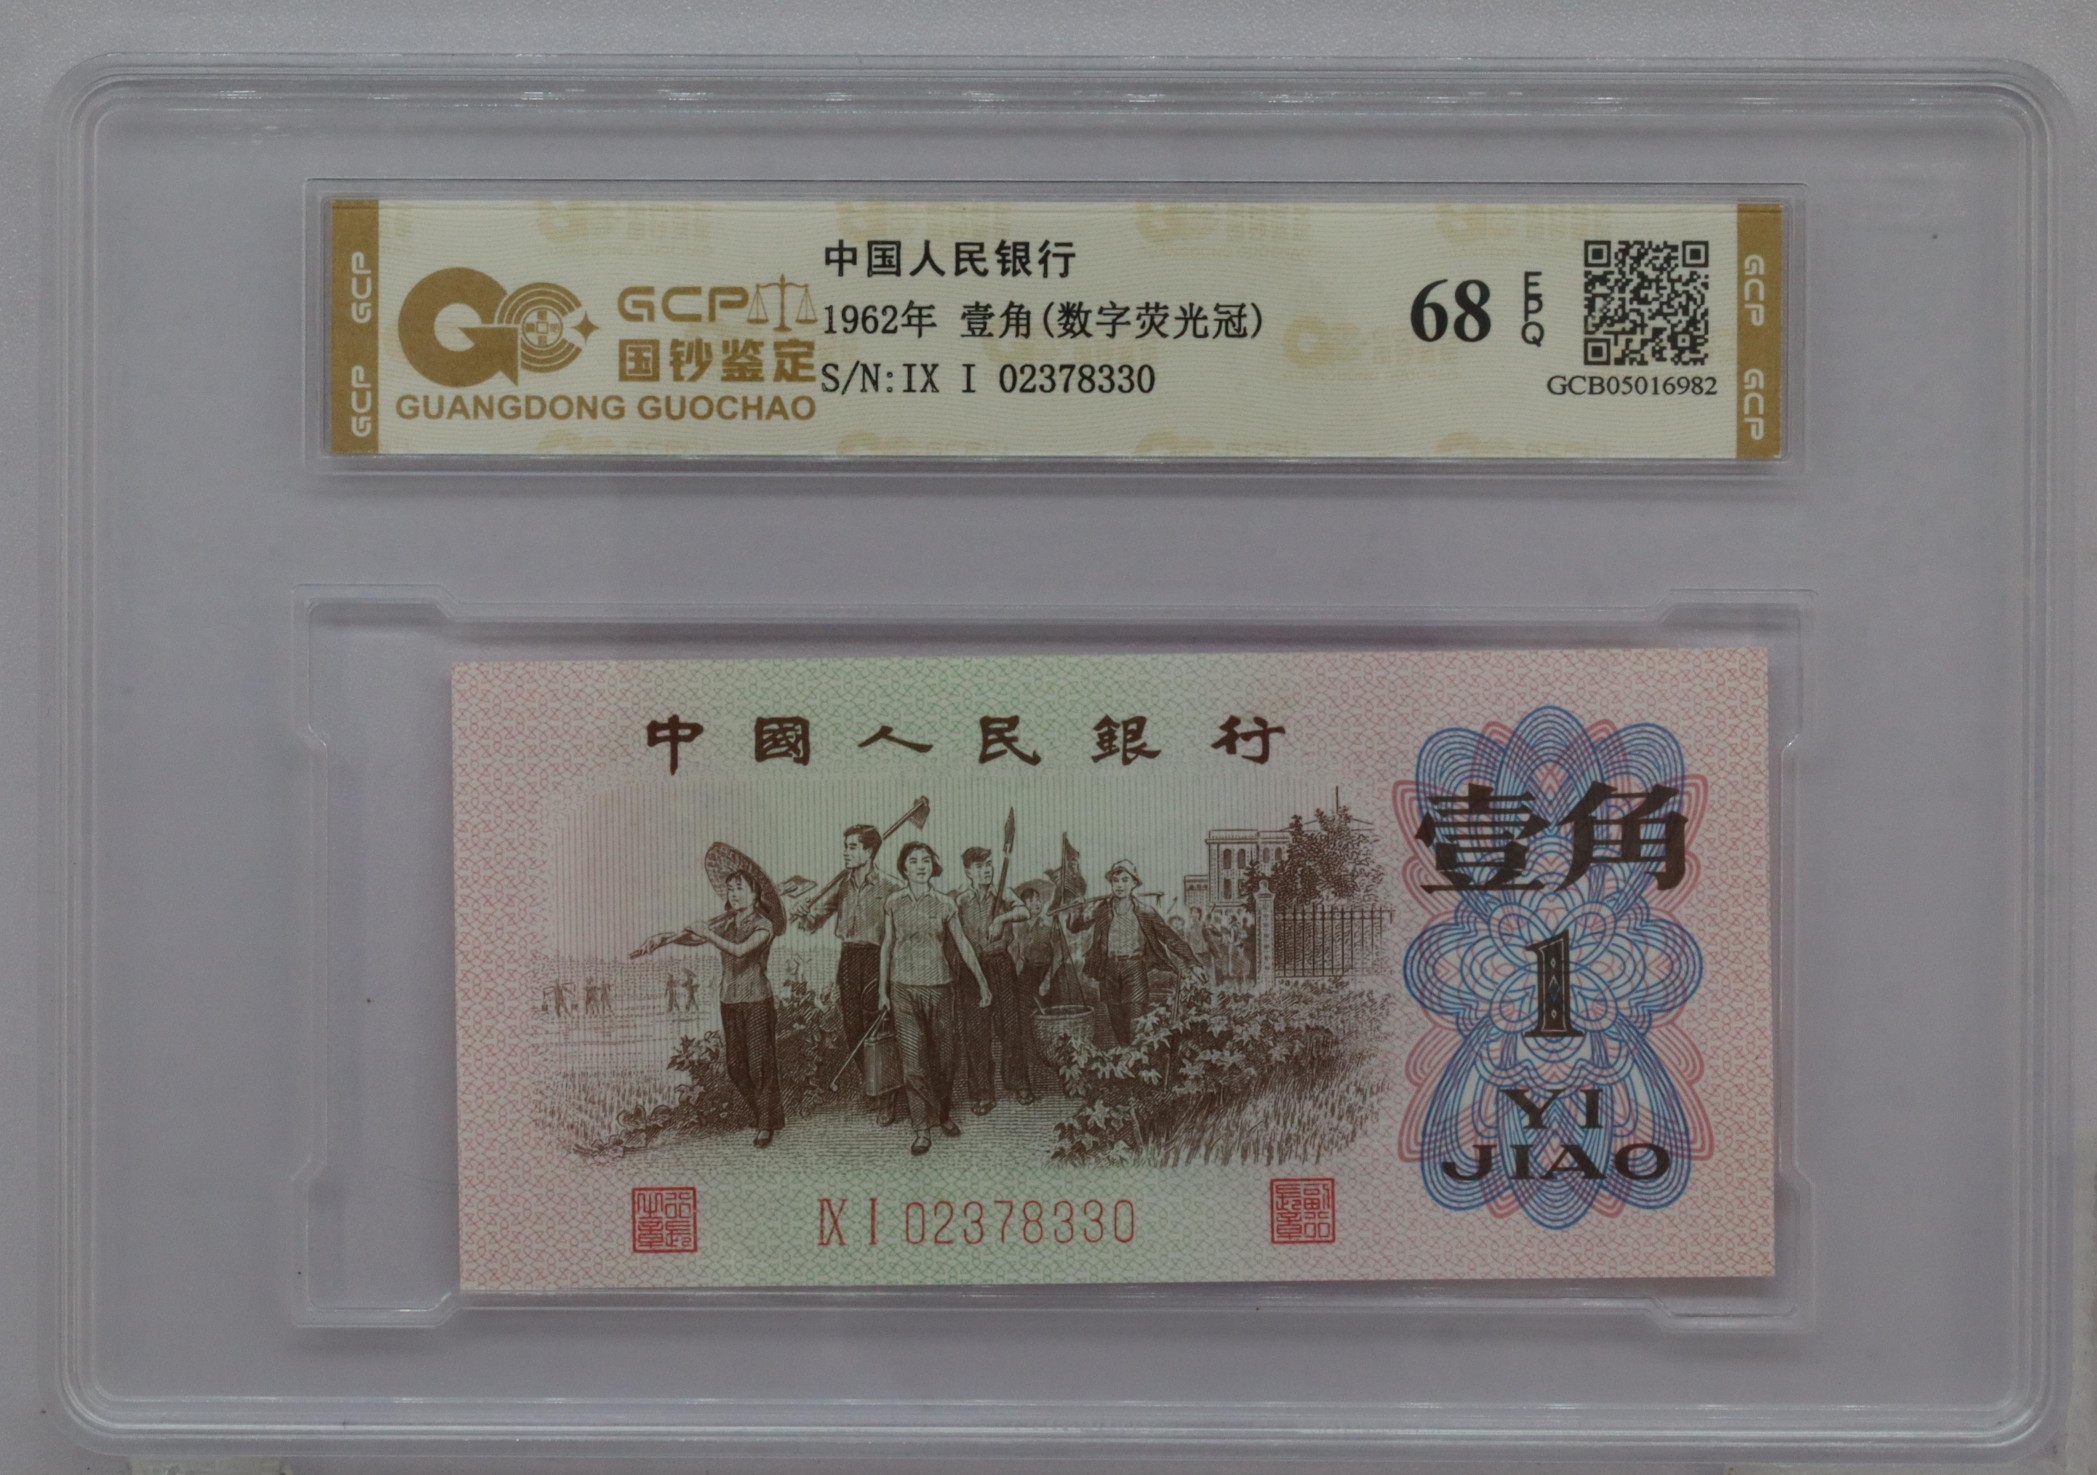 GCP
GCP
GCP 国钞鉴定
GUANGDONG GUOCHAO
中国人民银行
1962年 壹角(数字荧光冠)
S/N:IX I 02378330
68 EPQ
GCB05016982
GCP
GCP
中國人民銀行
壹角
1
YI
JIAO
IX I 02378330